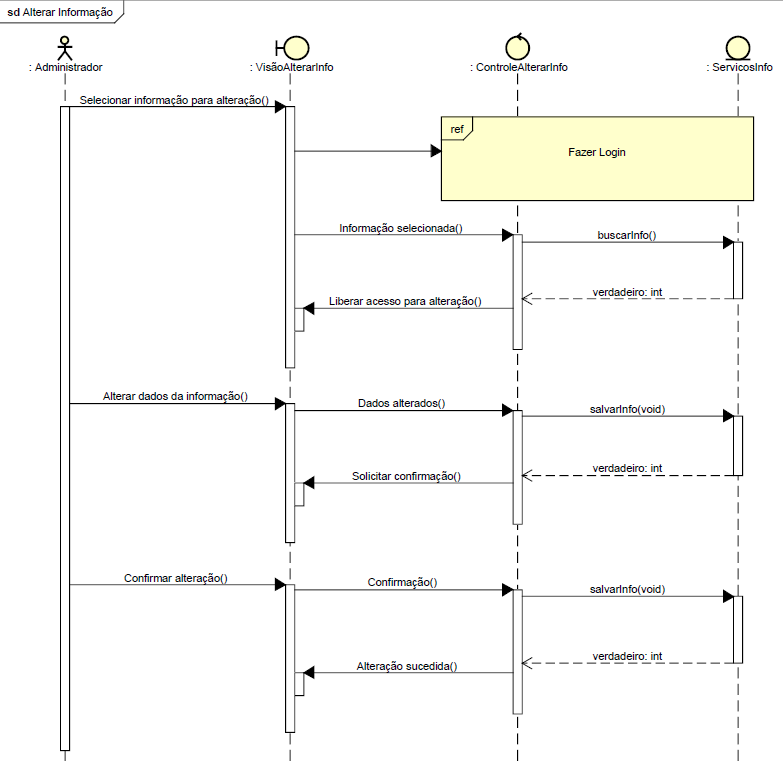 sd Alterar Informação
: Administrador
: VisãoAlterarInfo
: ControleAlterarInfo
: ServicosInfo
Selecionar informação para alteração()
ref
Fazer Login
Informação selecionada()
buscarInfo()
verdadeiro: int
Liberar acesso para alteração()
Alterar dados da informação()
Dados alterados()
salvarInfo(void)
verdadeiro: int
Solicitar confirmação()
Confirmar alteração()
Confirmação()
salvarInfo(void)
verdadeiro: int
Alteração sucedida()